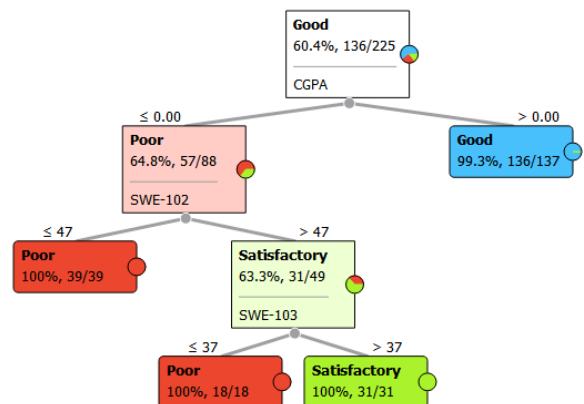 Good
60.4%, 136/225
CGPA
≤ 0.00
> 0.00
Poor
64.8%, 57/88
SWE-102
Good
99.3%, 136/137
≤ 47
> 47
Poor
100%, 39/39
Satisfactory
63.3%, 31/49
SWE-103
≤ 37
> 37
Poor
100%, 18/18
Satisfactory
100%, 31/31